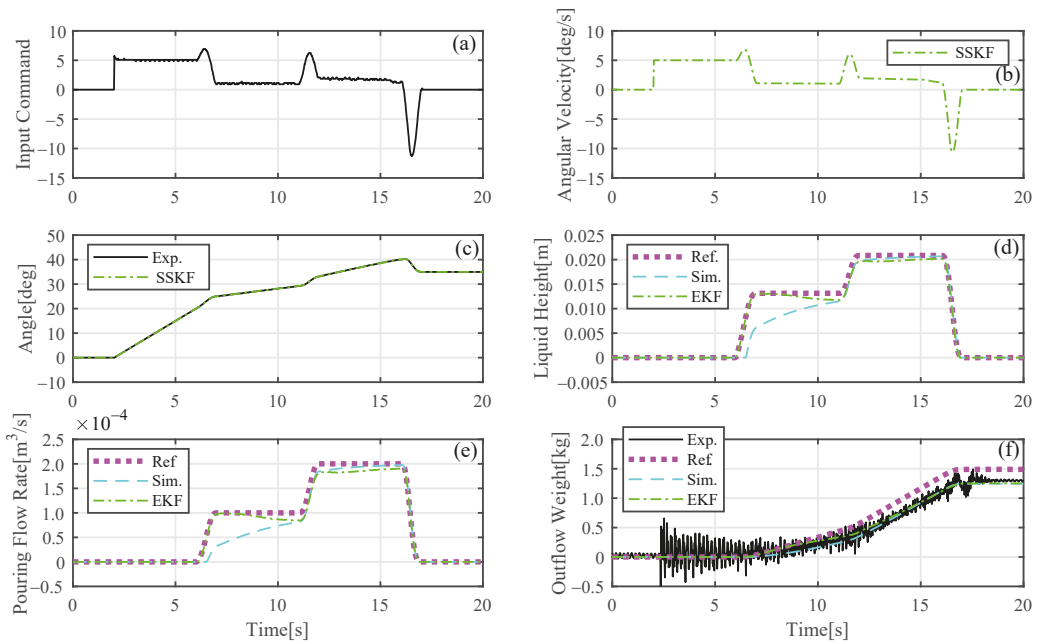 10
5
0
−5
−10
−15
Input Command
(a)
0 5 10 15 20
10
5
0
−5
−10
−15
Angular Velocity[deg/s]
SSKF
(b)
0 5 10 15 20
50
40
30
20
10
0
−10
Angle[deg]
Exp.
SSKF
(c)
0 5 10 15 20
0.025
0.020
0.015
0.010
0.005
0
−0.005
Liquid Height[m]
Ref.
Sim.
EKF
(d)
0 5 10 15 20
×10−4
2.5
2.0
1.5
1.0
0.5
0
−0.5
Pouring Flow Rate[m3/s]
Ref.
Sim.
EKF
(e)
0 5 10 15 20
Time[s]
2.0
1.5
1.0
0.5
0
−0.5
Outflow Weight[kg]
Exp.
Ref.
Sim.
EKF
(f)
0 5 10 15 20
Time[s]